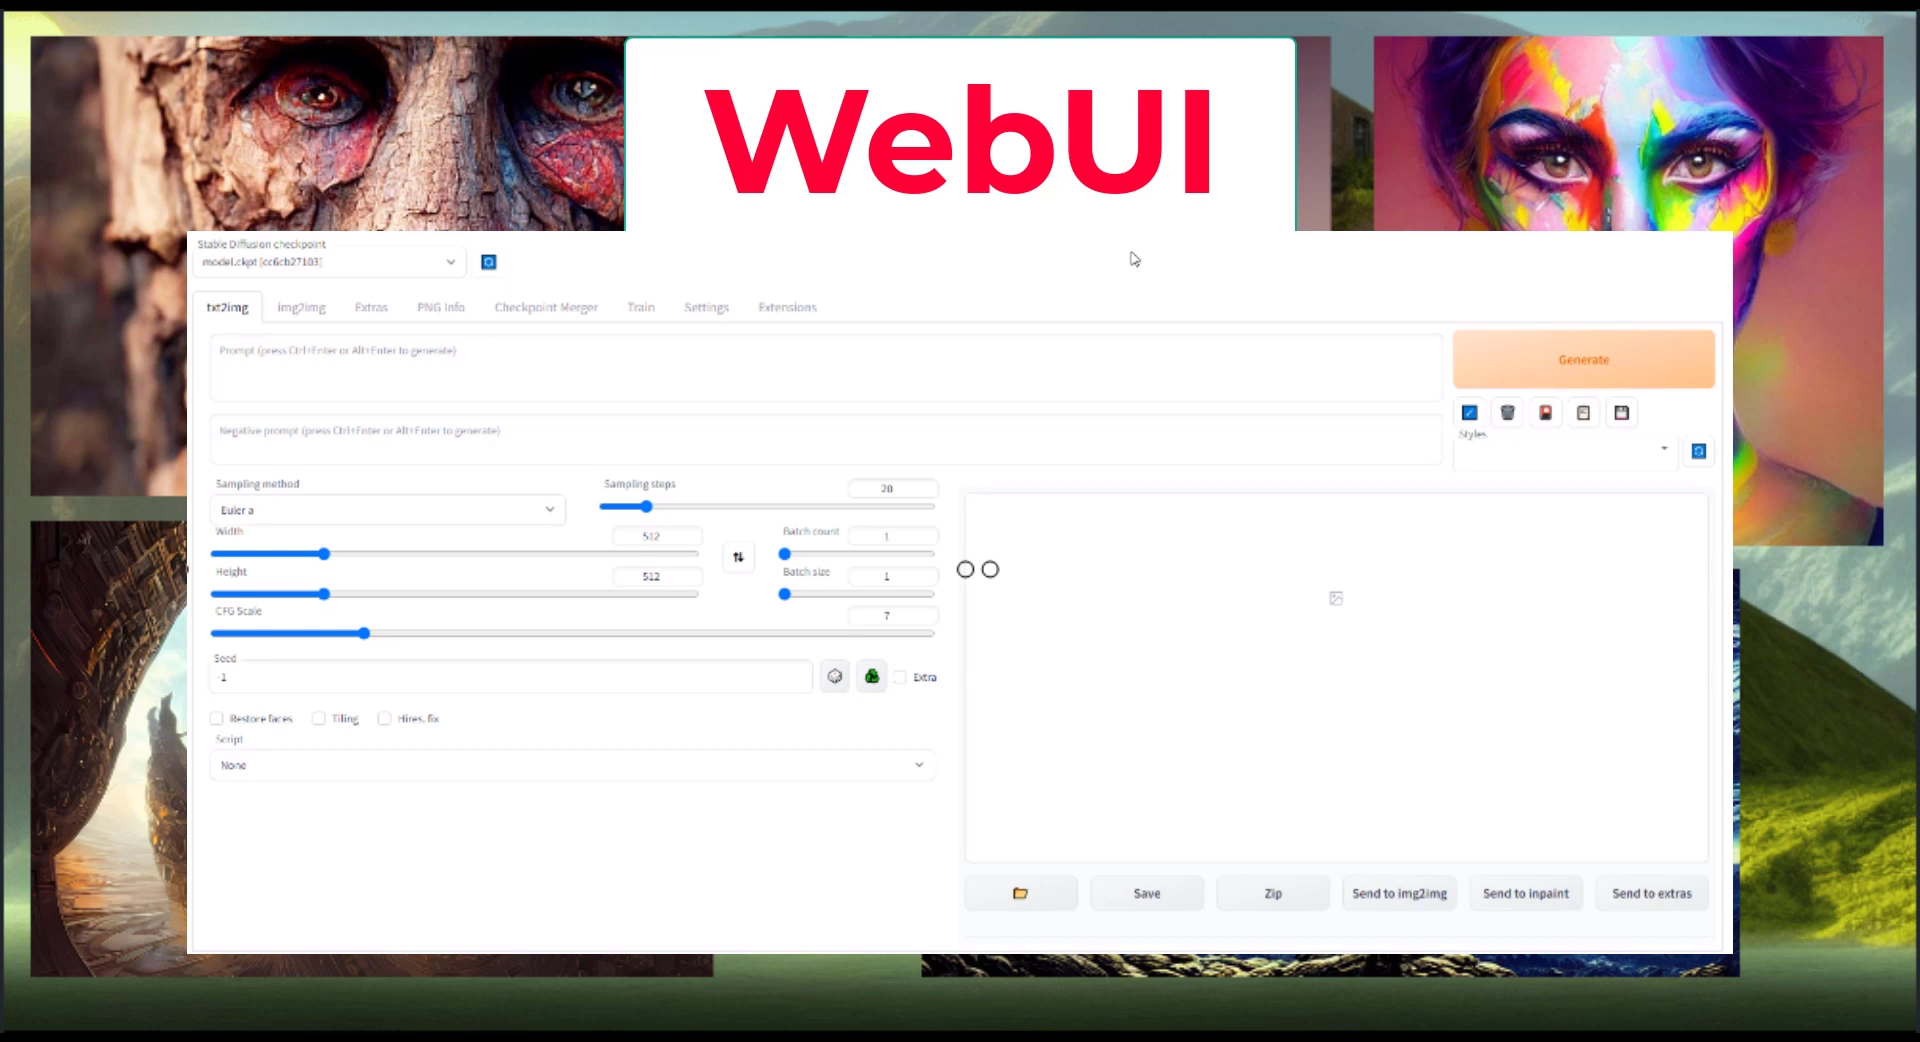 WebUI
Stable Diffusion checkpoint
model.ckpt [cc6cb27103]
txt2img img2img Extras PNG Info Checkpoint Merger Train Settings Extensions
Prompt (press Ctrl+Enter or Alt+Enter to generate)
Generate
Negative prompt (press Ctrl+Enter or Alt+Enter to generate)
Styles
Sampling method
Euler a
Sampling steps
20
Width
512
Batch count
1
Height
512
Batch size
1
CFG Scale
7
Seed
-1
Extra
Restore faces Tiling Hires. fix
Script
None
Save Zip Send to img2img Send to inpaint Send to extras